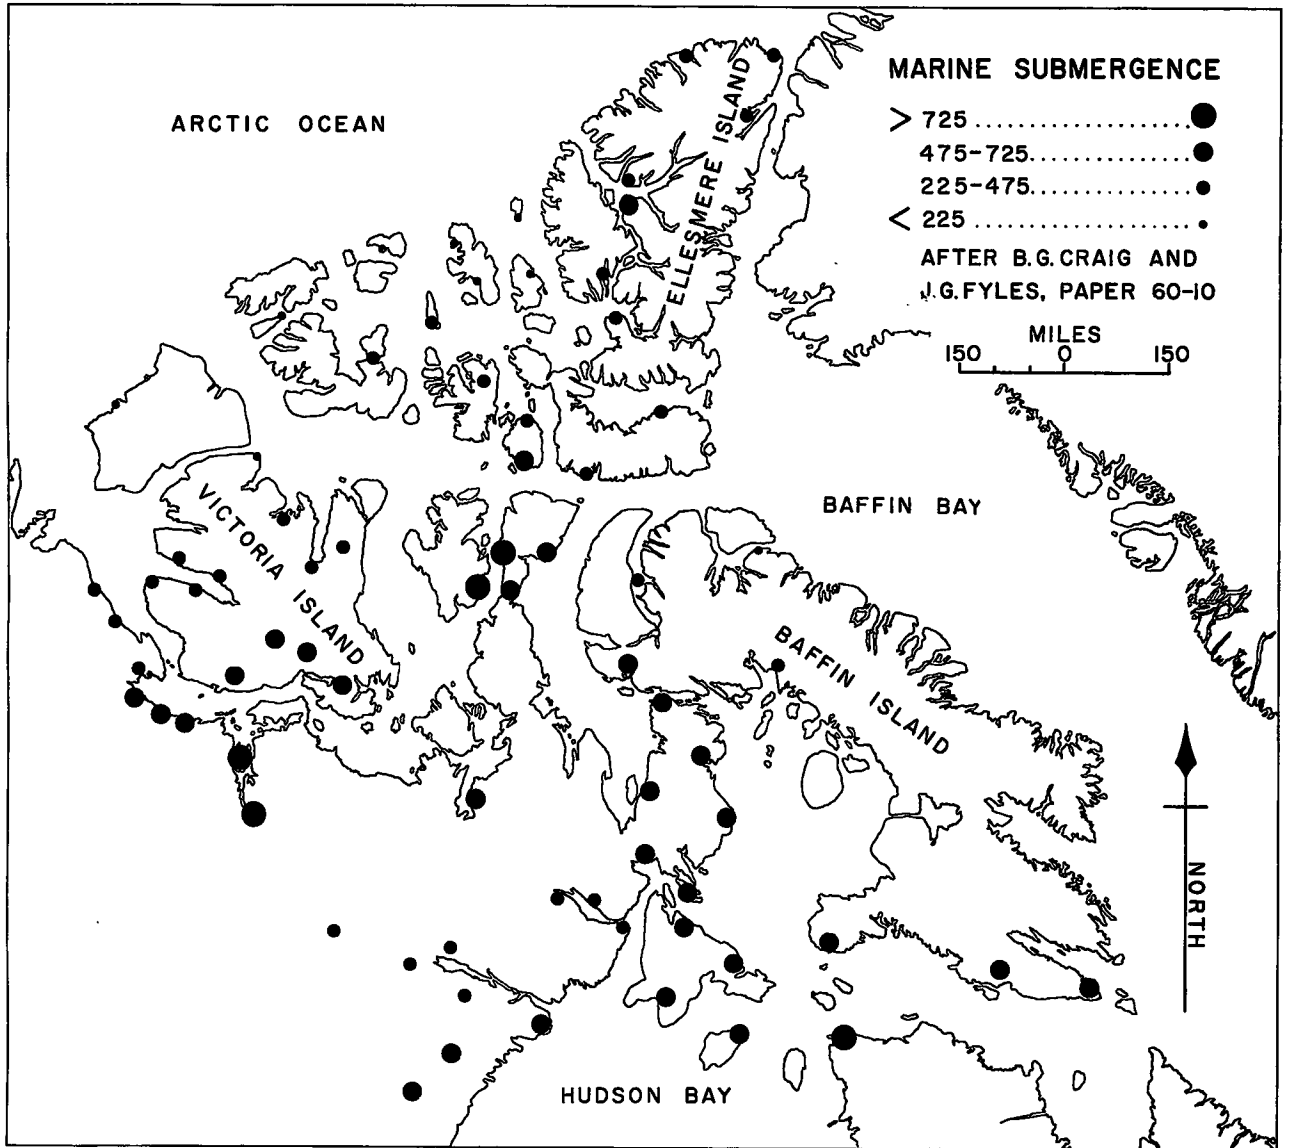 MARINE SUBMERGENCE
> 725
475-725
225-475
< 225
AFTER B.G. CRAIG AND
J.G. FYLES, PAPER 60-10
MILES
150 0 150
ARCTIC OCEAN
ELLESMERE ISLAND
VICTORIA ISLAND
BAFFIN BAY
BAFFIN ISLAND
NORTH
HUDSON BAY